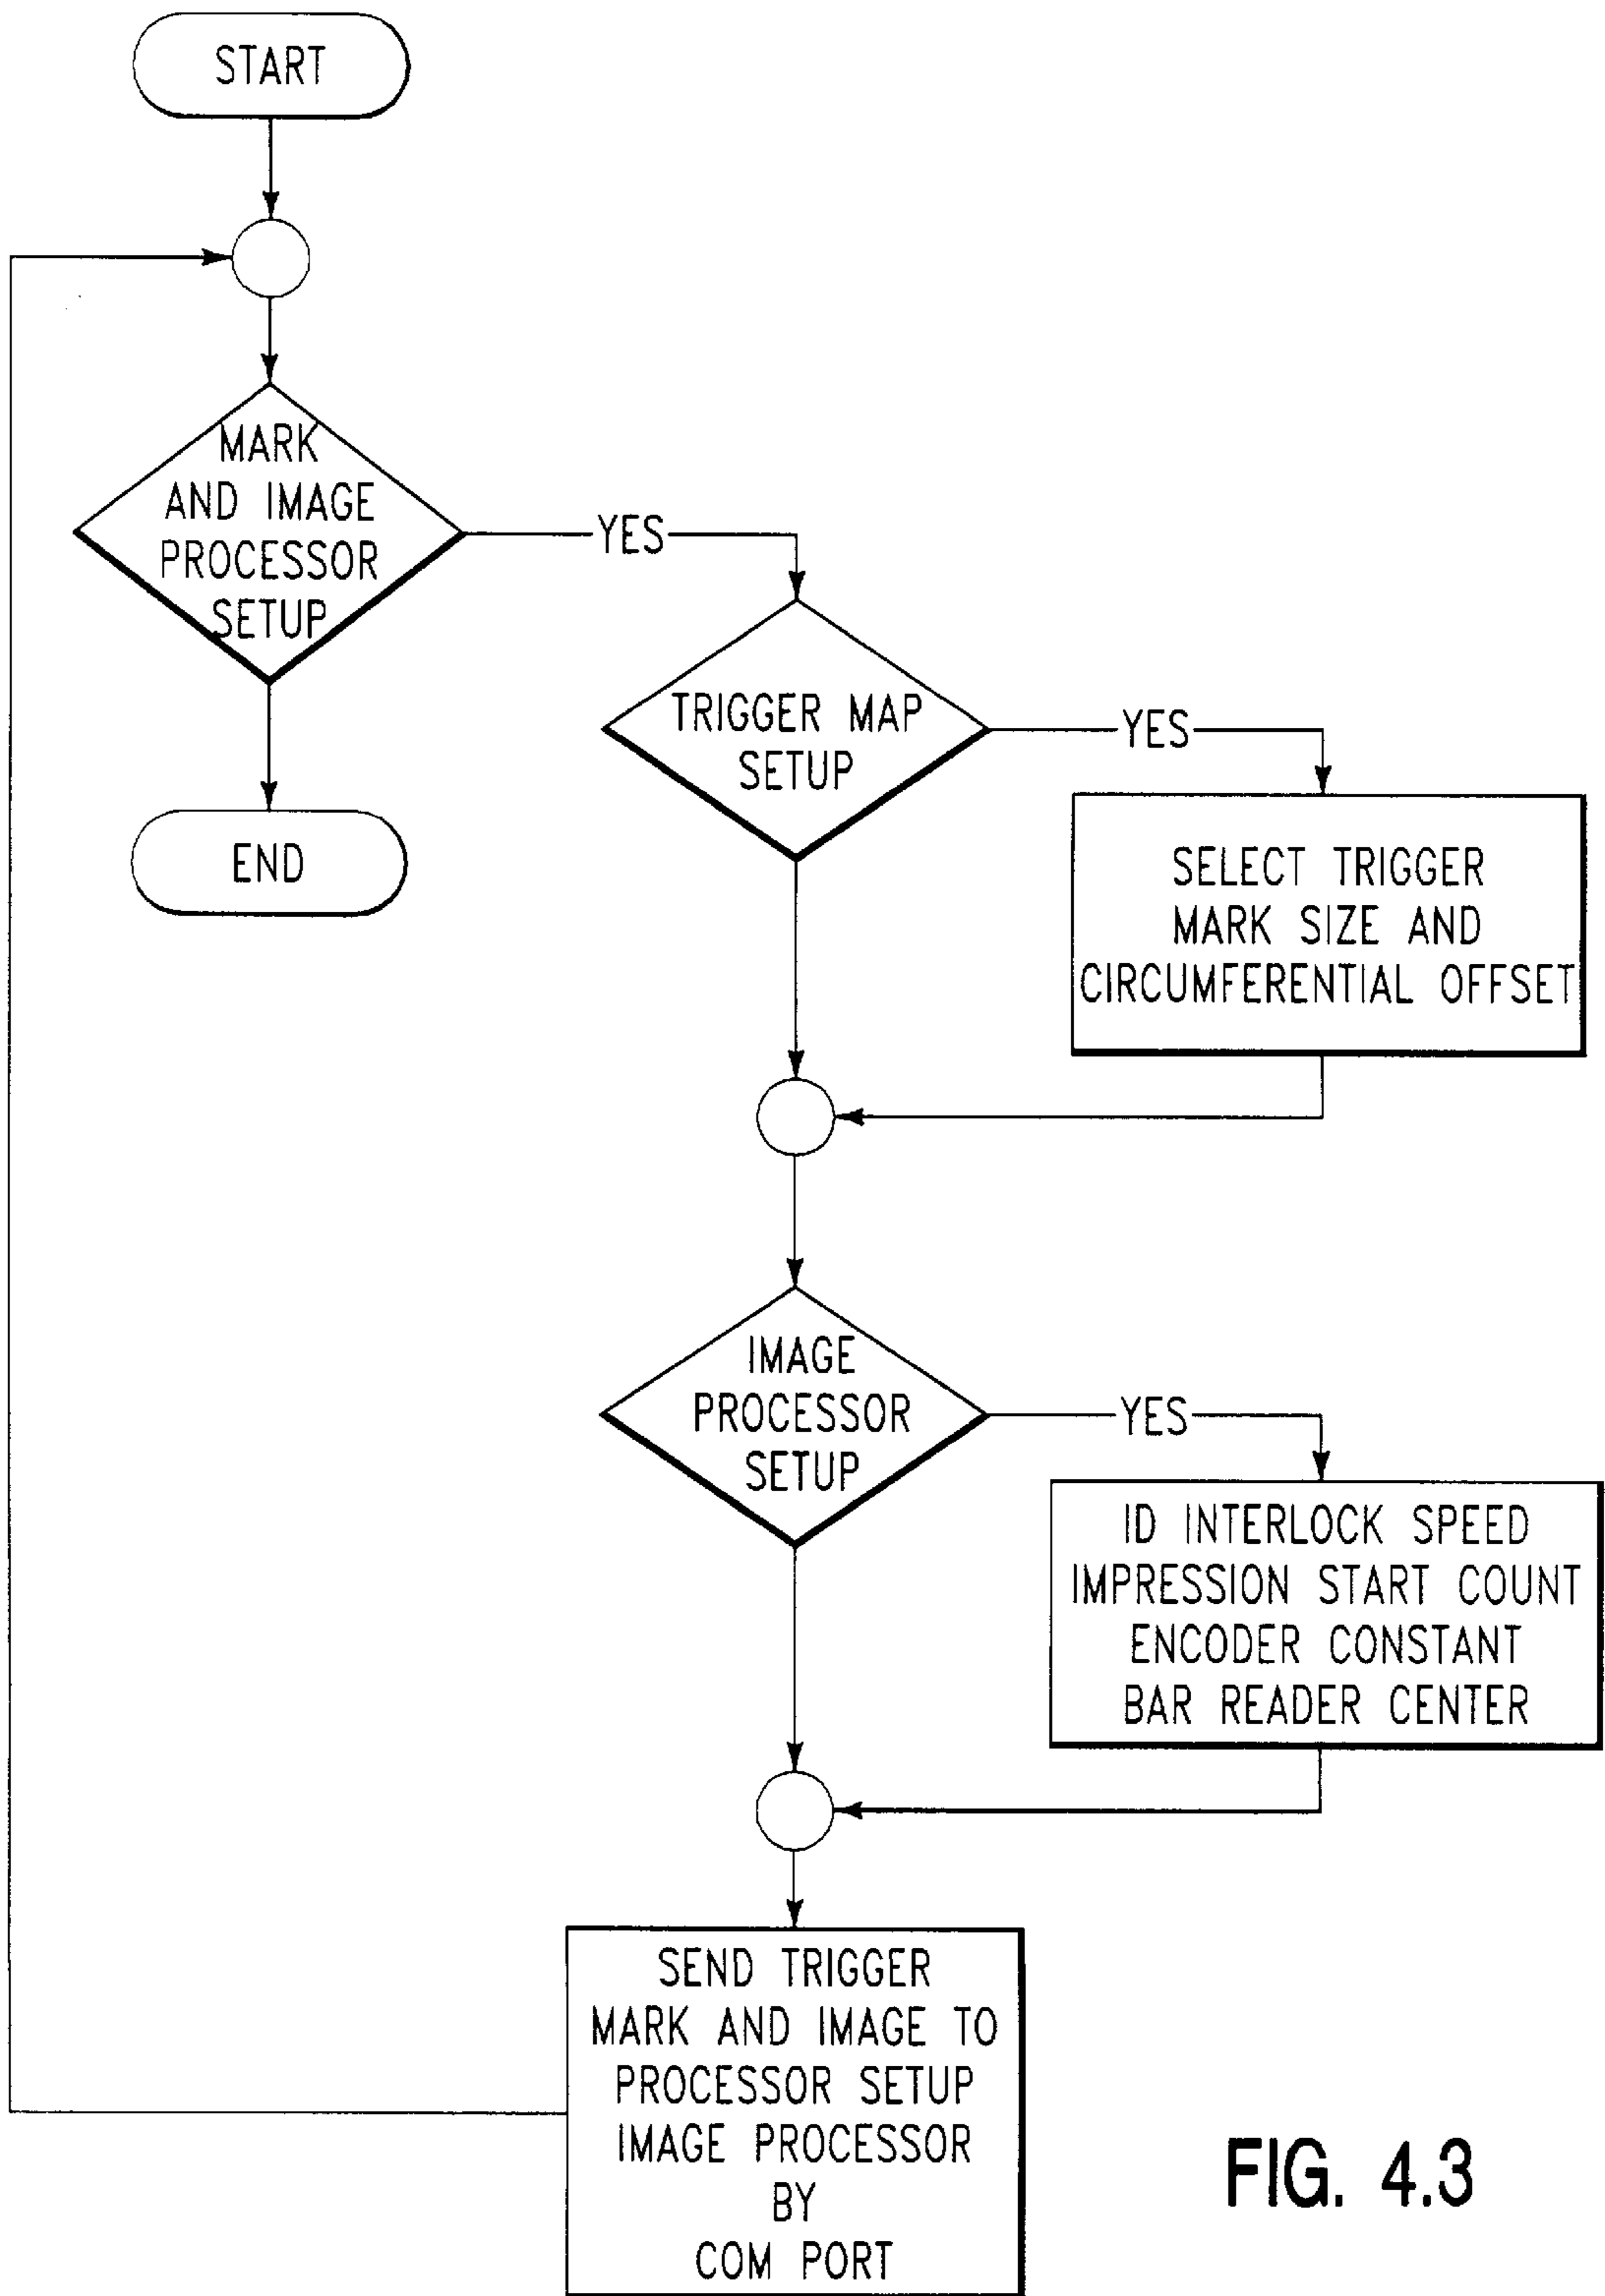 START
MARK
AND IMAGE
PROCESSOR
SETUP
YES
END
TRIGGER MAP
SETUP
YES
SELECT TRIGGER
MARK SIZE AND
CIRCUMFERENTIAL OFFSET
IMAGE
PROCESSOR
SETUP
YES
ID INTERLOCK SPEED
IMPRESSION START COUNT
ENCODER CONSTANT
BAR READER CENTER
SEND TRIGGER
MARK AND IMAGE TO
PROCESSOR SETUP
IMAGE PROCESSOR
BY
COM PORT
FIG. 4.3